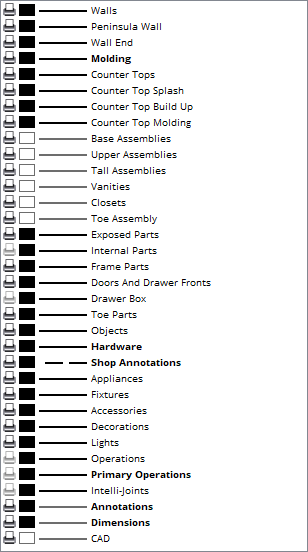 Walls
Peninsula Wall
Wall End
Molding
Counter Tops
Counter Top Splash
Counter Top Build Up
Counter Top Molding
Base Assemblies
Upper Assemblies
Tall Assemblies
Vanities
Closets
Toe Assembly
Exposed Parts
Internal Parts
Frame Parts
Doors And Drawer Fronts
Drawer Box
Toe Parts
Objects
Hardware
Shop Annotations
Appliances
Fixtures
Accessories
Decorations
Lights
Operations
Primary Operations
Intelli-Joints
Annotations
Dimensions
CAD